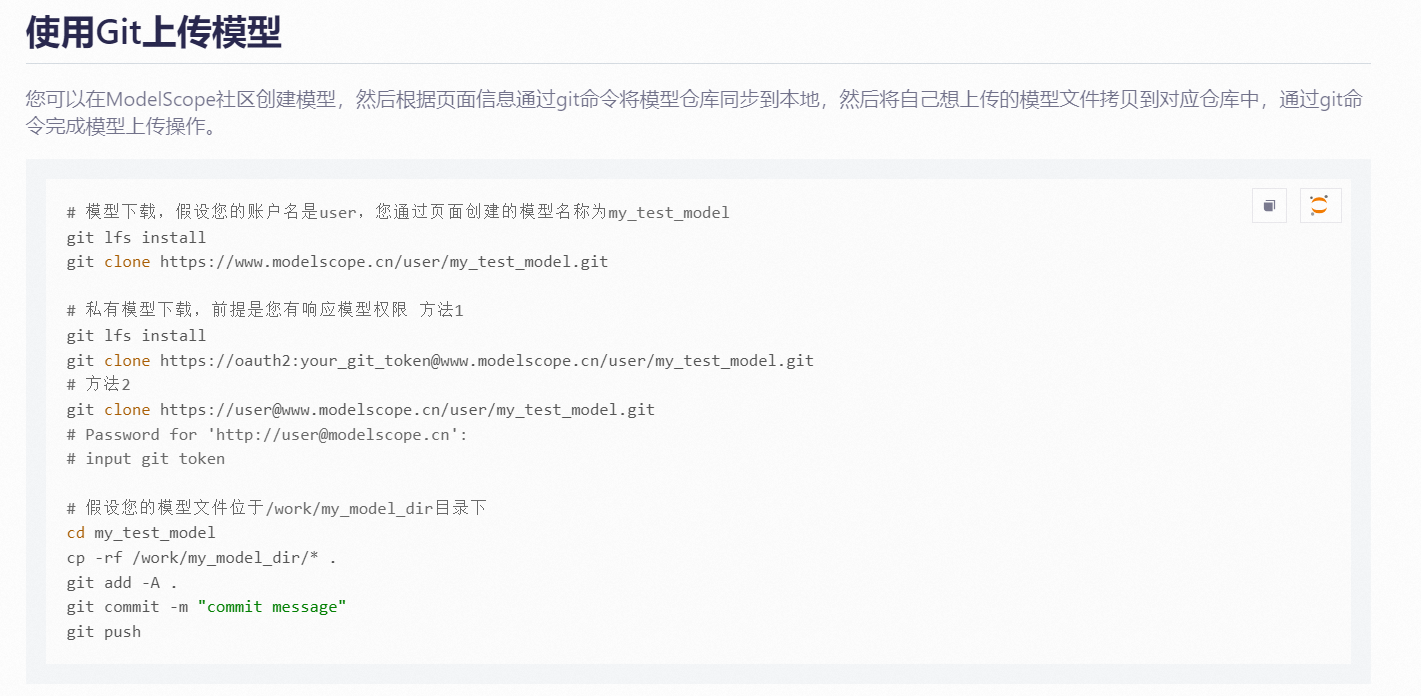 使用Git上传模型
您可以在ModelScope社区创建模型，然后根据页面信息通过git命令将模型仓库同步到本地，然后将自己想上传的模型文件拷贝到对应仓库中，通过git命
令完成模型上传操作。
# 模型下载，假设您的账户名是user，您通过页面创建的模型名称为my_test_model
git lfs install
git clone https://www.modelscope.cn/user/my_test_model.git
# 私有模型下载，前提是您有响应模型权限 方法1
git lfs install
git clone https://oauth2:your_git_token@www.modelscope.cn/user/my_test_model.git
# 方法2
git clone https://user@www.modelscope.cn/user/my_test_model.git
# Password for 'http://user@modelscope.cn':
# input git token
# 假设您的模型文件位于/work/my_model_dir目录下
cd my_test_model
cp -rf /work/my_model_dir/* .
git add -A .
git commit -m "commit message"
git push